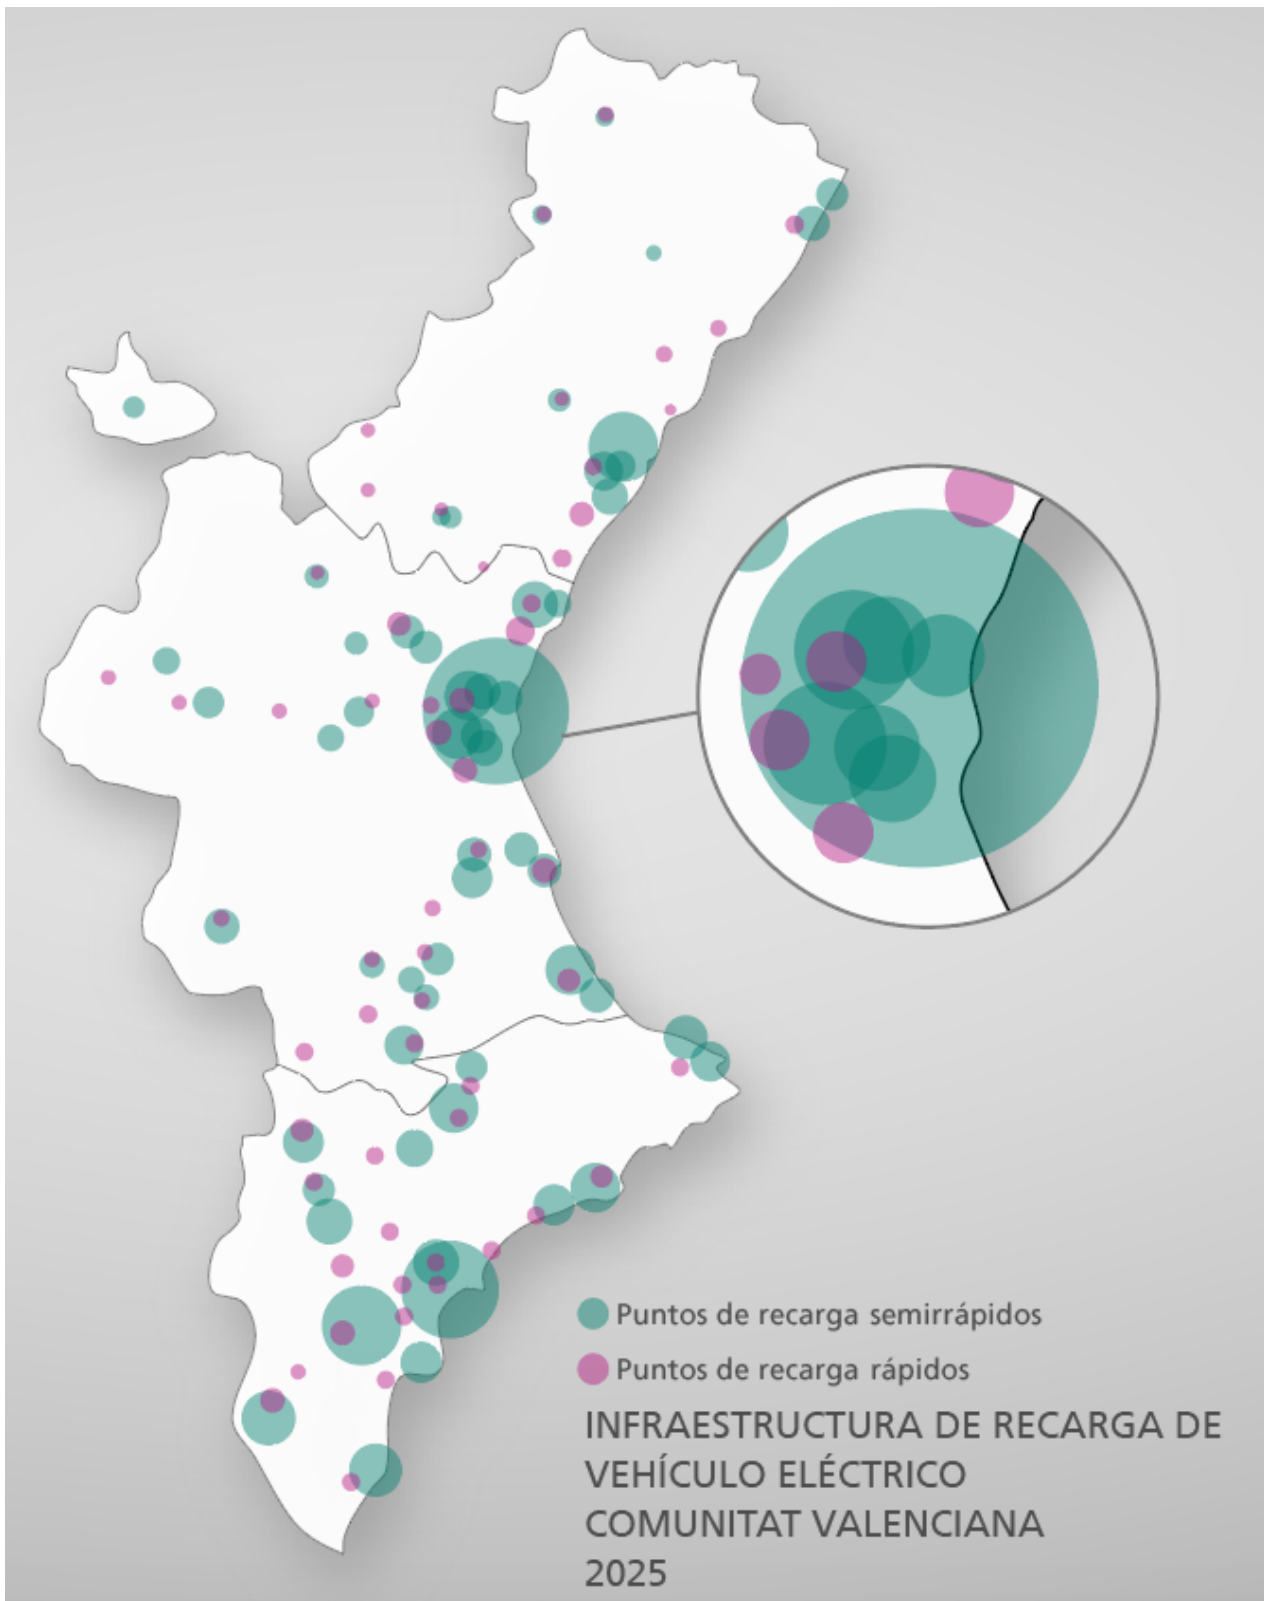 Puntos de recarga semirrápidos
Puntos de recarga rápidos
INFRAESTRUCTURA DE RECARGA DE
VEHÍCULO ELÉCTRICO
COMUNITAT VALENCIANA
2025